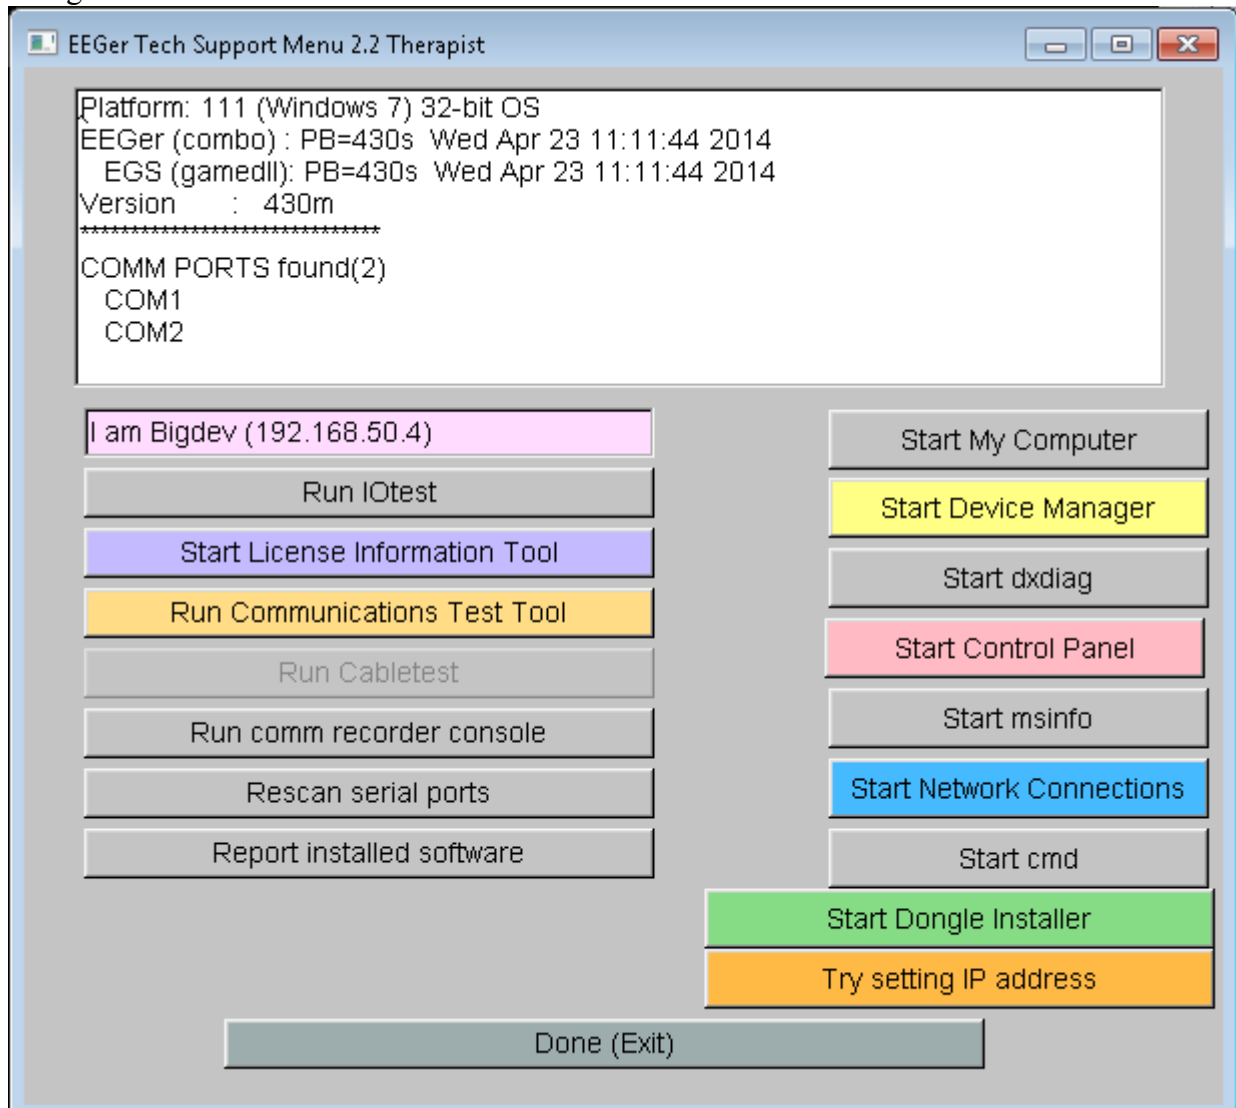 EEGer Tech Support Menu 2.2 Therapist
Platform: 111 (Windows 7) 32-bit OS
EEGer (combo) : PB=430s  Wed Apr 23 11:11:44 2014
EGS (gamedll): PB=430s  Wed Apr 23 11:11:44 2014
Version : 430m
******************************
COMM PORTS found(2)
COM1
COM2
I am Bigdev (192.168.50.4)
Run IOtest
Start License Information Tool
Run Communications Test Tool
Run Cabletest
Run comm recorder console
Rescan serial ports
Report installed software
Start My Computer
Start Device Manager
Start dxdiag
Start Control Panel
Start msinfo
Start Network Connections
Start cmd
Start Dongle Installer
Try setting IP address
Done (Exit)